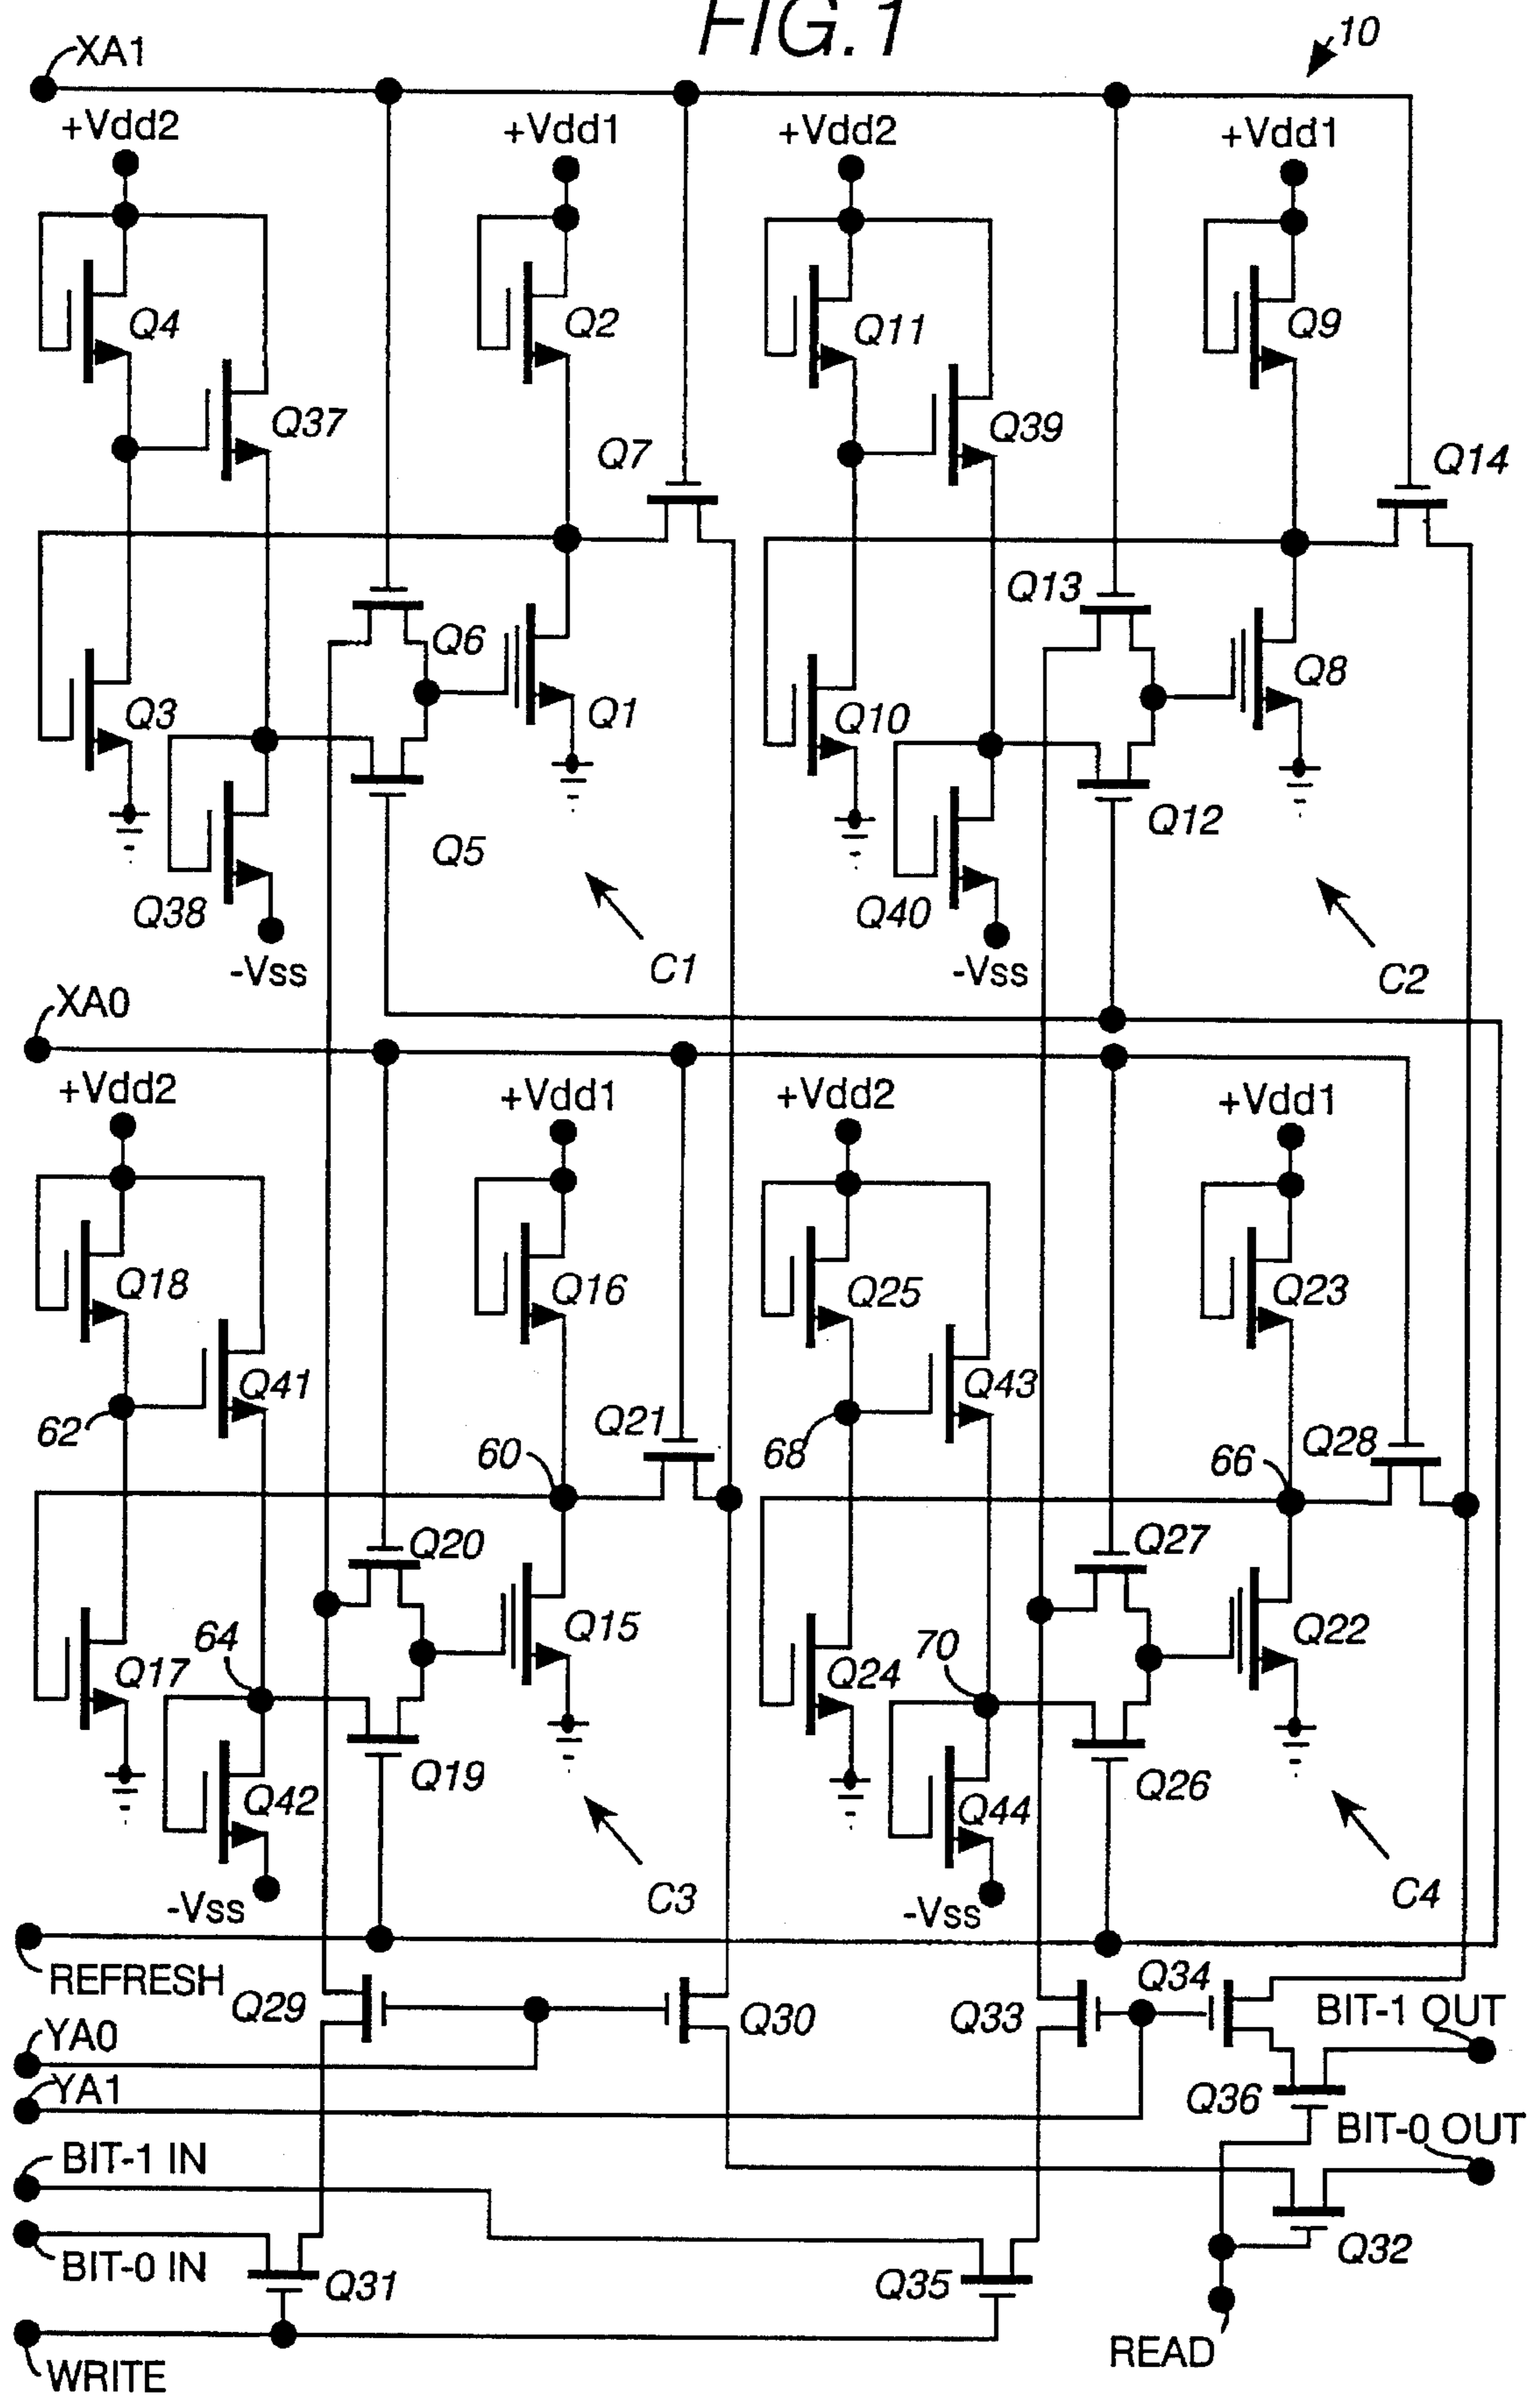 FIG.1
XA1
10
+Vdd2
+Vdd1
+Vdd2
+Vdd1
Q4
Q2
Q11
Q9
Q37
Q7
Q39
Q14
Q6
Q13
Q3
Q1
Q10
Q8
Q5
Q12
Q38
C1
Q40
C2
-Vss
-Vss
XA0
+Vdd2
+Vdd1
+Vdd2
+Vdd1
Q18
Q16
Q25
Q23
Q41
Q43
62
Q21
68
Q28
60
66
Q20
Q27
64
Q15
70
Q22
Q17
Q24
Q19
Q26
Q42
Q44
C3
C4
-Vss
-Vss
REFRESH
Q29
Q30
Q33
Q34
BIT-1 OUT
YA0
YA1
Q36
BIT-0 OUT
BIT-1 IN
BIT-0 IN
Q31
Q35
Q32
WRITE
READ